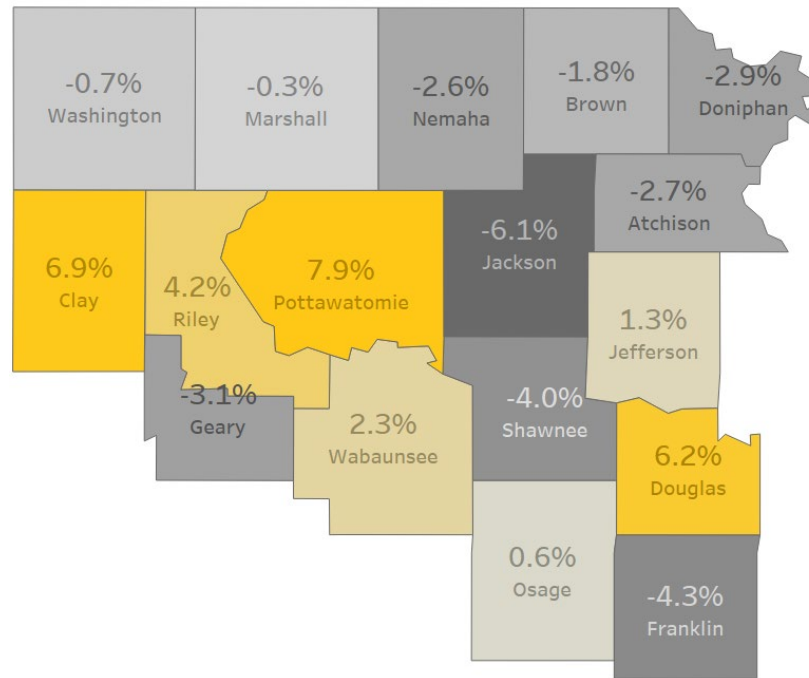 -0.7%
Washington
-0.3%
Marshall
-2.6%
Nemaha
-1.8%
Brown
-2.9%
Doniphan
-2.7%
Atchison
-6.1%
Jackson
6.9%
Clay
4.2%
Riley
7.9%
Pottawatomie
1.3%
Jefferson
-3.1%
Geary
2.3%
Wabaunsee
-4.0%
Shawnee
6.2%
Douglas
0.6%
Osage
-4.3%
Franklin